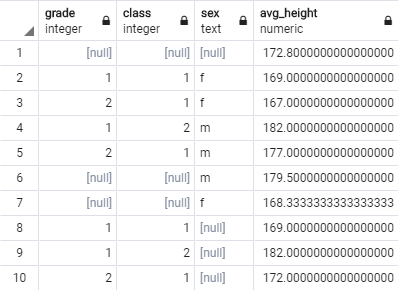 grade integer class integer sex text avg_height numeric
1 [null] [null] [null] 172.8000000000000000
2 1 1 f 169.0000000000000000
3 2 1 f 167.0000000000000000
4 1 2 m 182.0000000000000000
5 2 1 m 177.0000000000000000
6 [null] [null] m 179.5000000000000000
7 [null] [null] f 168.3333333333333333
8 1 1 [null] 169.0000000000000000
9 1 2 [null] 182.0000000000000000
10 2 1 [null] 172.0000000000000000